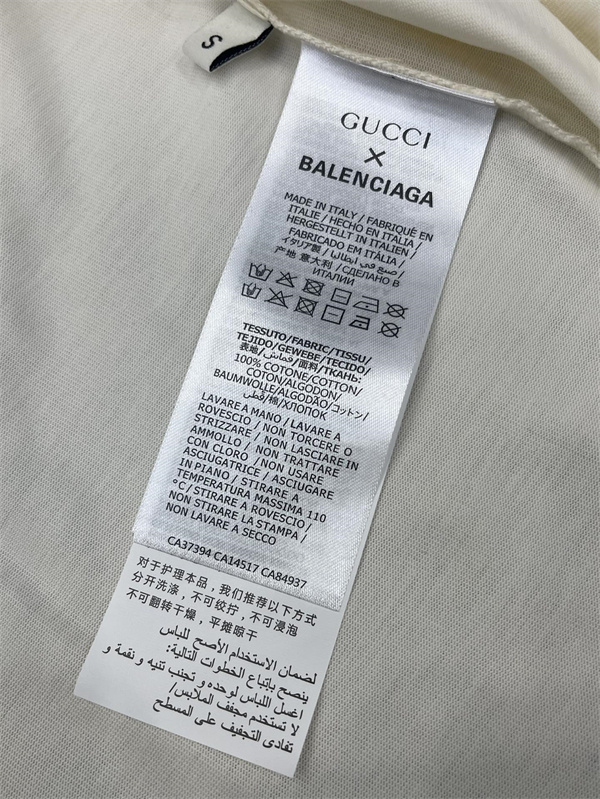 S
GUCCI
X
BALENCIAGA
MADE IN ITALY / FABRIQUÉ EN
ITALIE / HECHO EN ITALIA/
HERGESTELLT IN ITALIEN/
FABRICADO EM ITÁLIA/
イタリア製 / صنع في ايطاليا /
产地 意大利 / СДЕЛАНО В
ИТАЛИИ
TESSUTO/FABRIC/TISSU/
TEJIDO/GEWEBE/TECIDO/
表地/قماش/面料/ТКАНЬ:
100% COTONE/COTTON/
COTON/ALGODON/
BAUMWOLLE/ALGODÃO/コットン/
قطن/棉/ХЛОПОК
LAVARE A MANO / LAVARE A
ROVESCIO / NON TORCERE O
STRIZZARE / NON LASCIARE IN
AMMOLLO / NON TRATTARE
CON CLORO / NON USARE
ASCIUGATRICE / ASCIUGARE
IN PIANO / STIRARE A
TEMPERATURA MASSIMA 110
°C / STIRARE A ROVESCIO /
NON STIRARE LA STAMPA /
NON LAVARE A SECCO
CA37394 CA14517 CA84937
对于护理本品，我们推荐以下方式
分开洗涤，不可绞拧，不可浸泡
不可翻转干燥，平摊晾干
لضمان الإستخدام الأصح للباس
ينصح بإتباع الخطوات التالية:
اغسل اللباس لوحده و تجنب تنيه و نقمة و
لا تستخدم مجفف الملابس/
تفادى التجفيف على المسطح